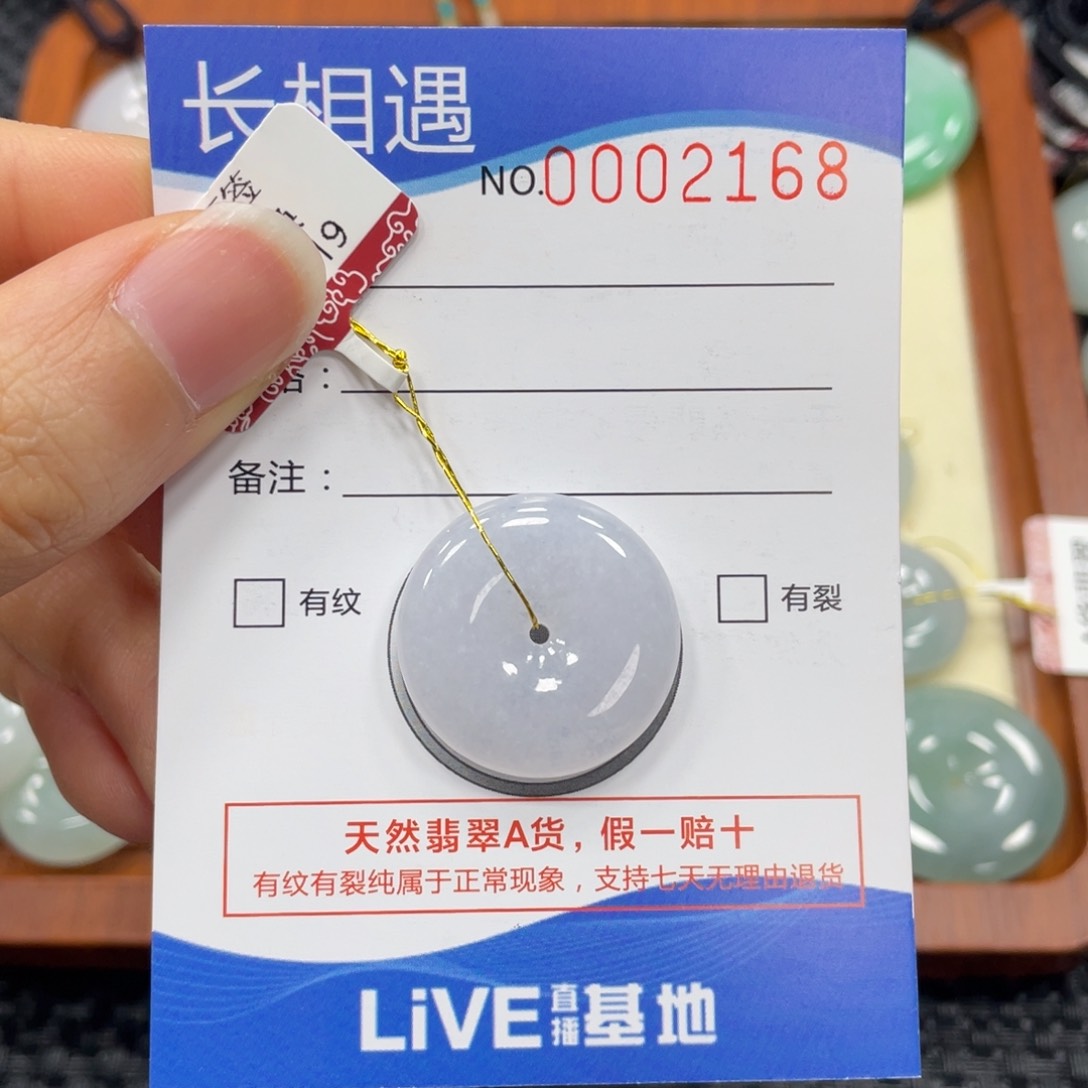 长相遇
NO.0002168
签
19
备注：
有纹
有裂
天然翡翠A货，假一赔十
有纹有裂纯属于正常现象，支持七天无理由退货
LiVE直播基地